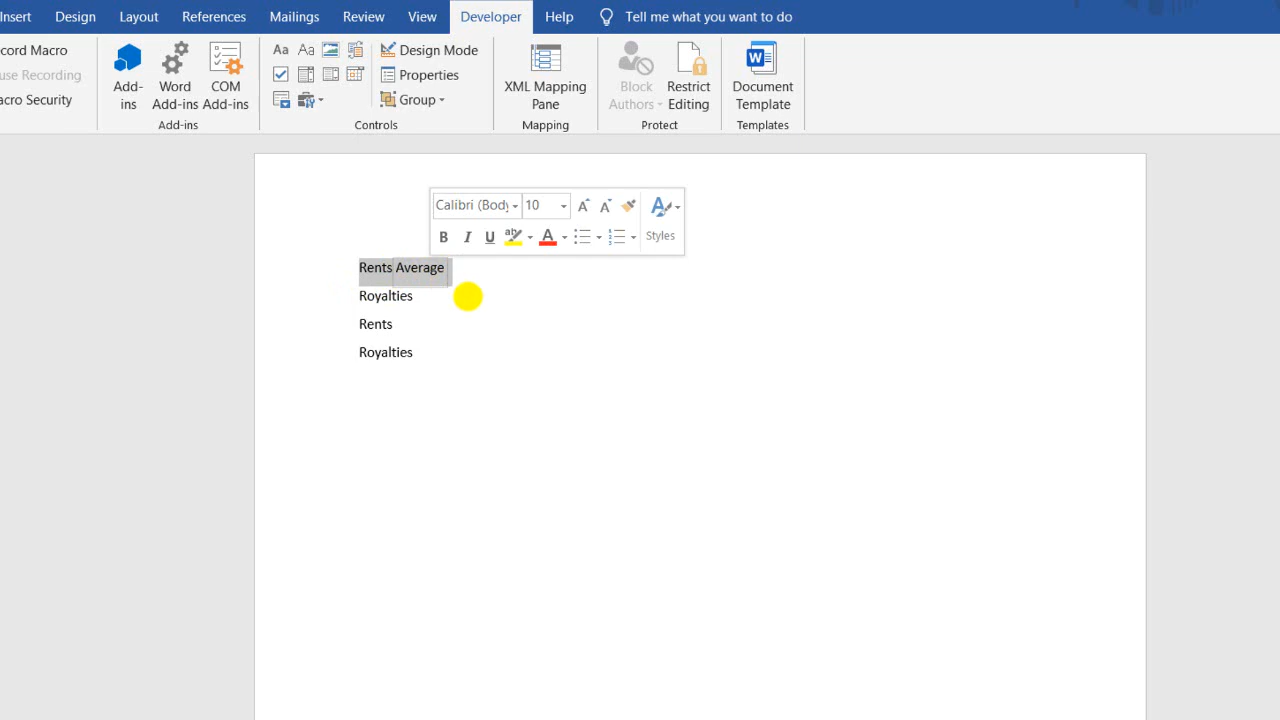 Insert Design Layout References Mailings Review View Developer Help Tell me what you want to do
cord Macro
use Recording
acro Security
Add-ins
Word Add-ins
COM Add-ins
Add-ins
Aa Aa
Design Mode
Properties
Group
Controls
XML Mapping Pane
Mapping
Block Authors
Restrict Editing
Protect
Document Template
Templates
Calibri (Body 10 A A A
B I U ab A Styles
Rents Average
Royalties
Rents
Royalties